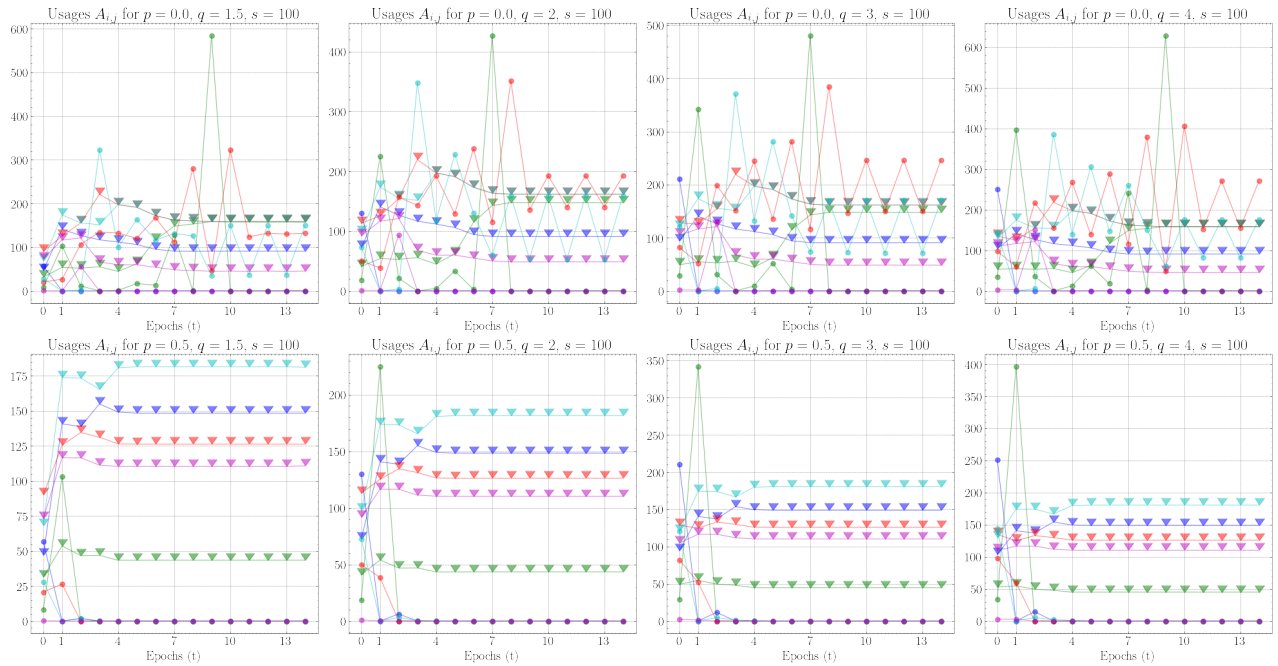 Usages A_{i,j} for p = 0.0, q = 1.5, s = 100
600
500
400
300
200
100
0
0 1 4 7 10 13
Epochs (t)
Usages A_{i,j} for p = 0.0, q = 2, s = 100
400
300
200
100
0
0 1 4 7 10 13
Epochs (t)
Usages A_{i,j} for p = 0.0, q = 3, s = 100
500
400
300
200
100
0
0 1 4 7 10 13
Epochs (t)
Usages A_{i,j} for p = 0.0, q = 4, s = 100
600
500
400
300
200
100
0
0 1 4 7 10 13
Epochs (t)
Usages A_{i,j} for p = 0.5, q = 1.5, s = 100
175
150
125
100
75
50
25
0
0 1 4 7 10 13
Epochs (t)
Usages A_{i,j} for p = 0.5, q = 2, s = 100
200
150
100
50
0
0 1 4 7 10 13
Epochs (t)
Usages A_{i,j} for p = 0.5, q = 3, s = 100
350
300
250
200
150
100
50
0
0 1 4 7 10 13
Epochs (t)
Usages A_{i,j} for p = 0.5, q = 4, s = 100
400
350
300
250
200
150
100
50
0
0 1 4 7 10 13
Epochs (t)